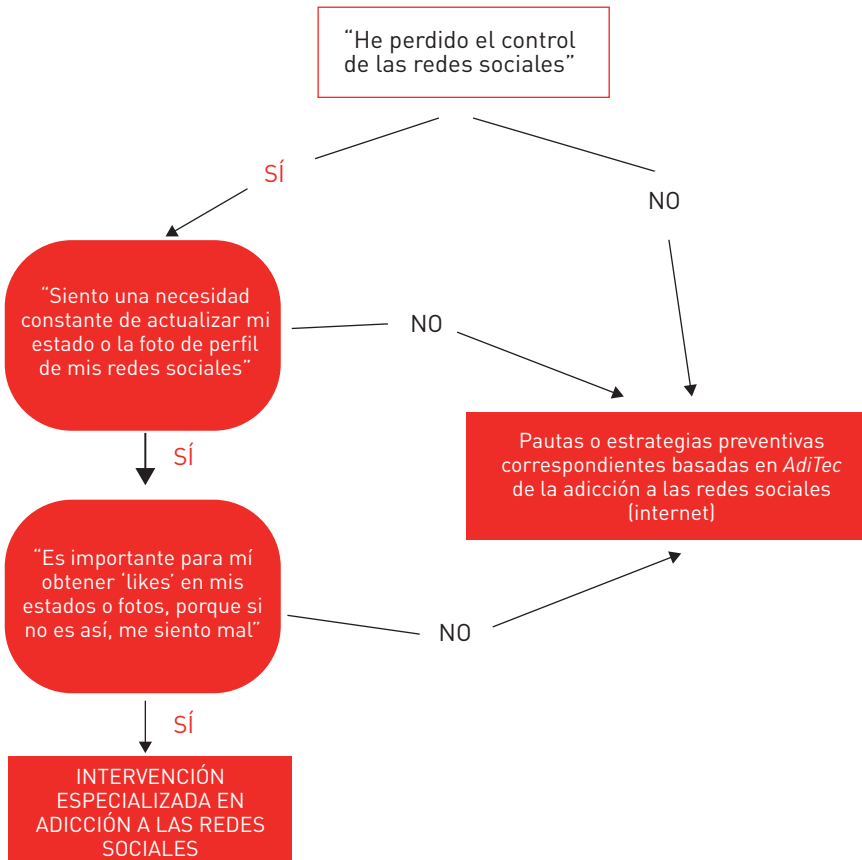 “He perdido el control
de las redes sociales”
SÍ
NO
“Siento una necesidad
constante de actualizar mi
estado o la foto de perfil
de mis redes sociales”
NO
SÍ
Pautas o estrategias preventivas
correspondientes basadas en AdiTec
de la adicción a las redes sociales
(internet)
“Es importante para mí
obtener ‘likes’ en mis
estados o fotos, porque si
no es así, me siento mal”
NO
SÍ
INTERVENCIÓN
ESPECIALIZADA EN
ADICCIÓN A LAS REDES
SOCIALES